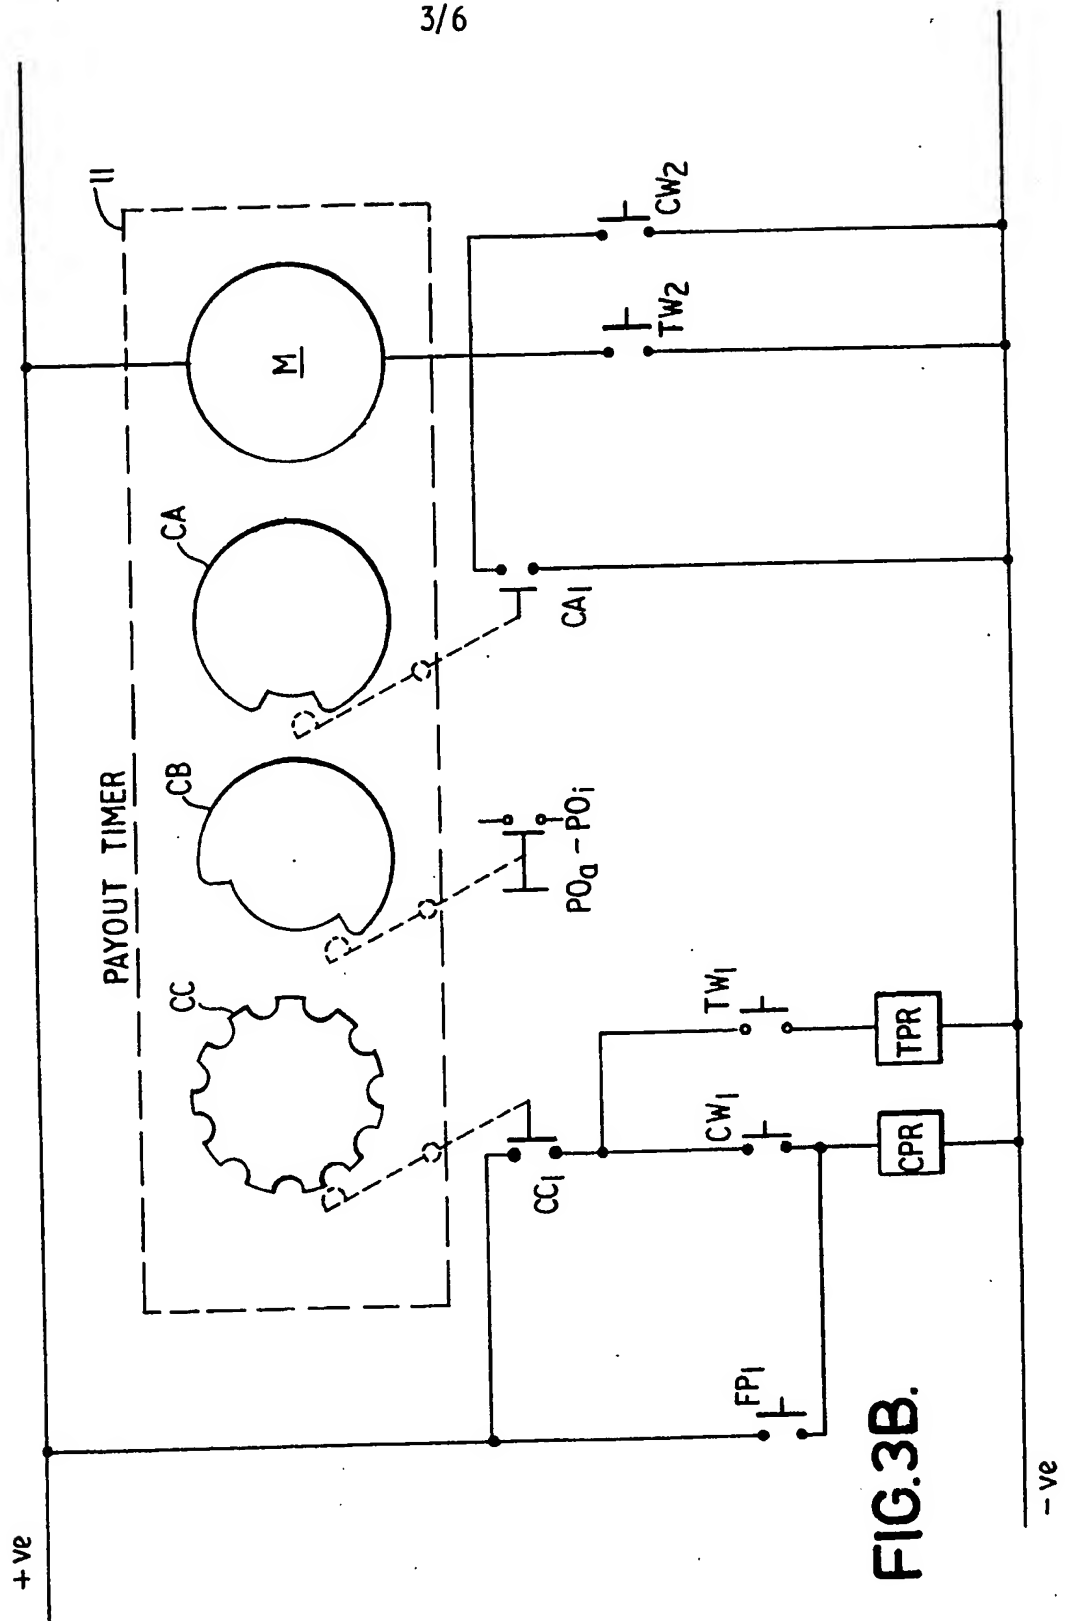 3/6
+ve
PAYOUT TIMER
11
CC
CB
CA
M
CC1
POa - POi
CA1
FP1
CW1
TW1
TW2
CW2
CPR
TPR
-ve
FIG.3B.